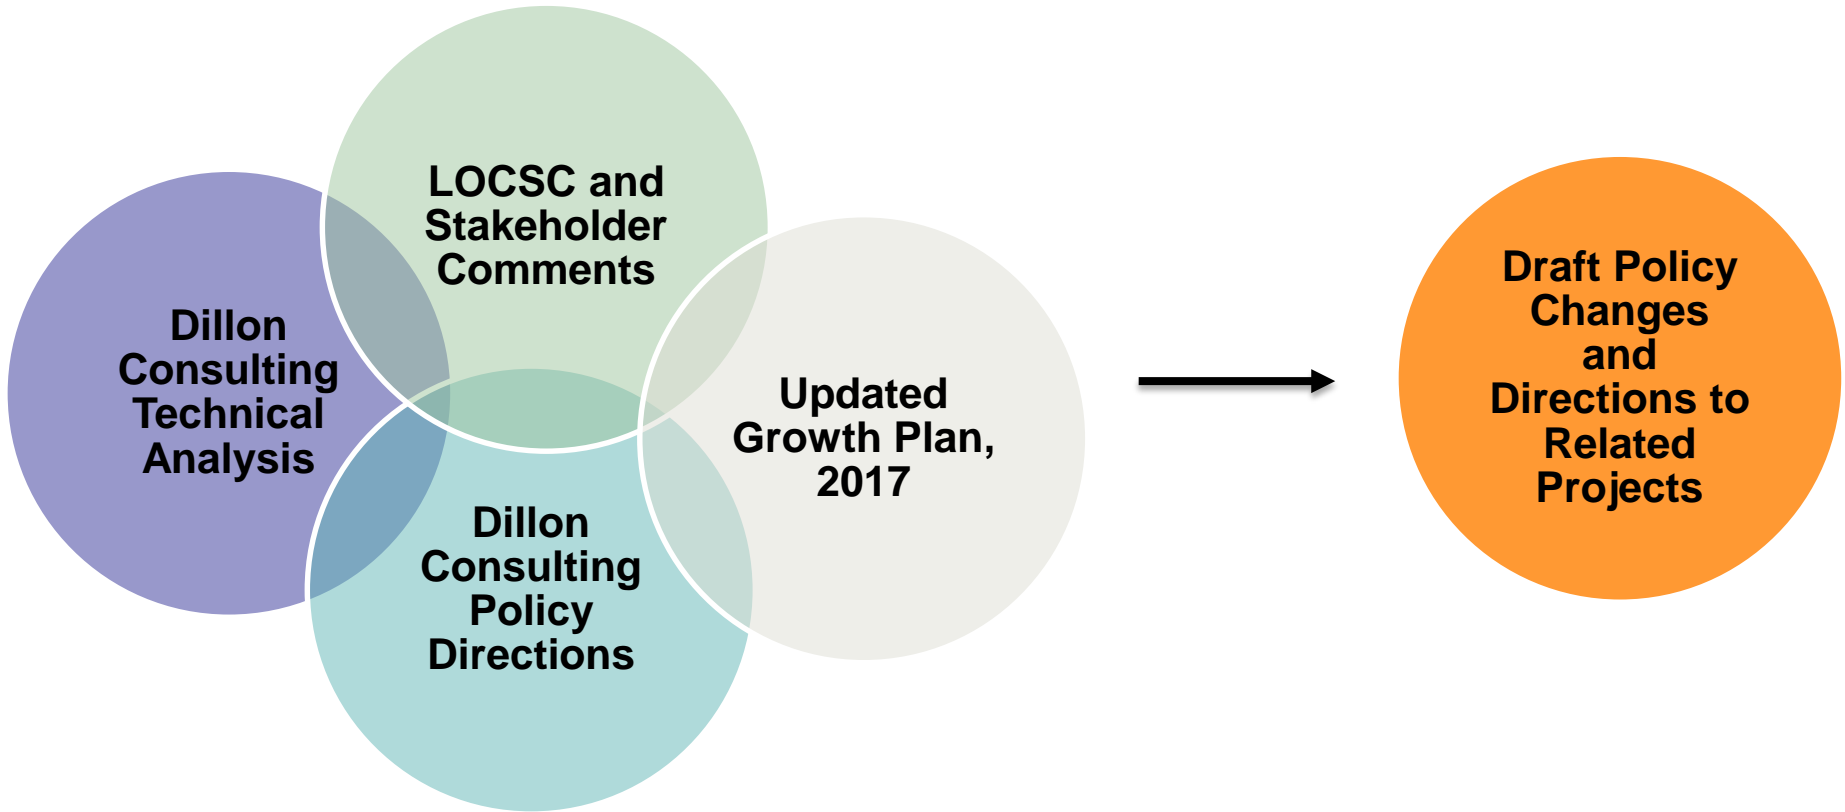 LOCSC and
Stakeholder
Comments
Dillon
Consulting
Technical
Analysis
Updated
Growth Plan,
2017
Dillon
Consulting
Policy
Directions
Draft Policy
Changes
and
Directions to
Related
Projects